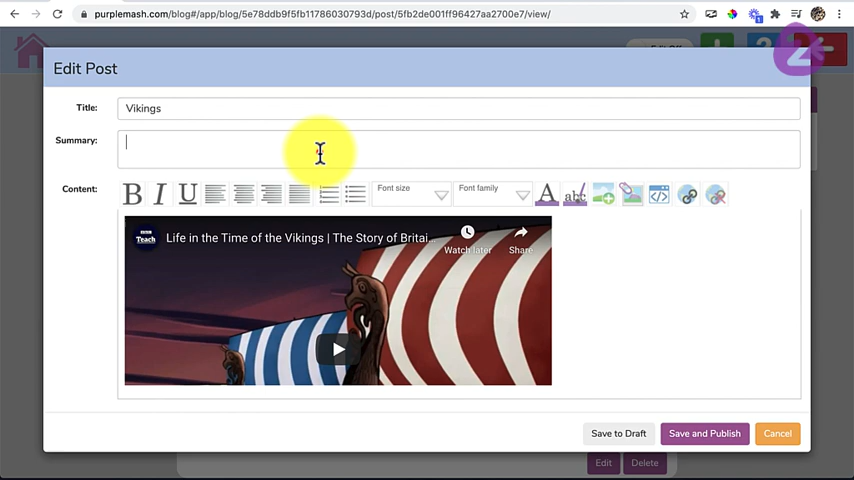 purplemash.com/blog#/app/blog/5e78ddb9f5fb11786030793d/post/5fb2de001ff96427aa2700e7/view/
Edit Post
Title:
Vikings
Summary:
Content:
B I U
Font size
Font family
A
abc
BBC
Teach
Life in the Time of the Vikings | The Story of Britai...
Watch later
Share
Save to Draft
Save and Publish
Cancel
Edit
Delete